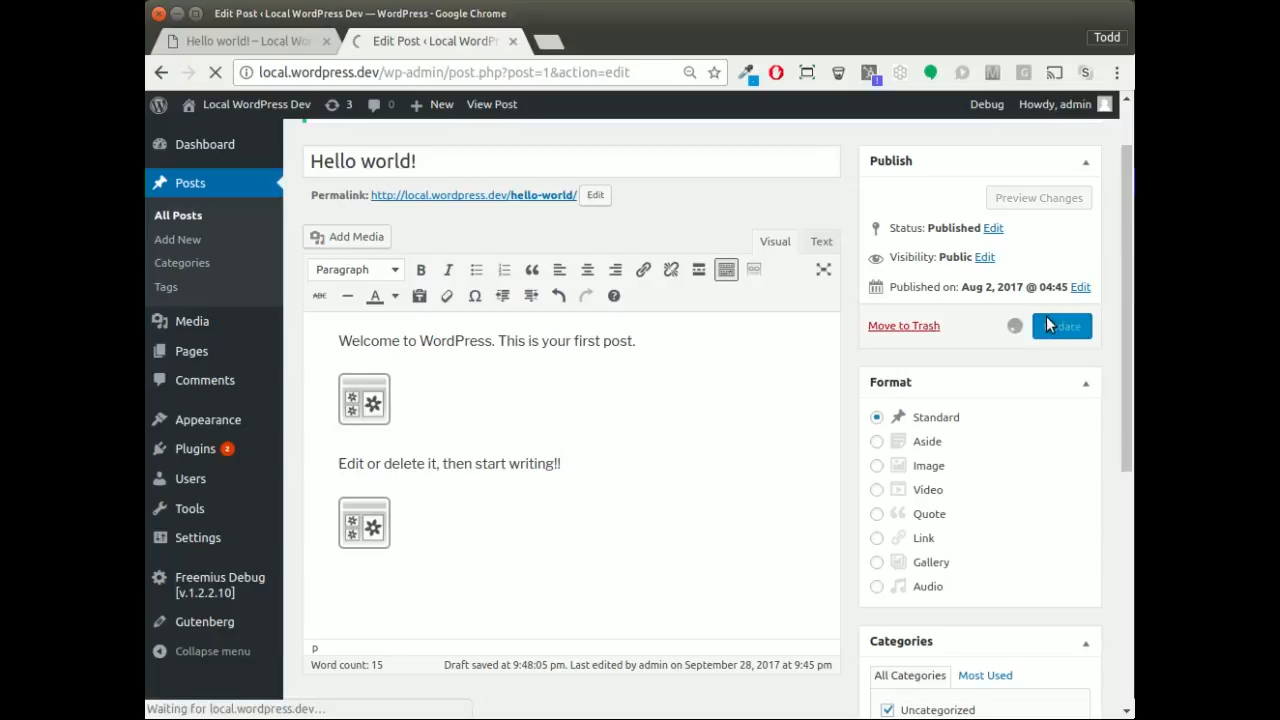 Edit Post ‹ Local WordPress Dev — WordPress - Google Chrome
Hello world! – Local Wo
Edit Post ‹ Local WordPr
Todd
local.wordpress.dev/wp-admin/post.php?post=1&action=edit
Local WordPress Dev
3
0
New
View Post
Debug
Howdy, admin
Dashboard
Posts
All Posts
Add New
Categories
Tags
Media
Pages
Comments
Appearance
Plugins 2
Users
Tools
Settings
Freemius Debug
[v.1.2.2.10]
Gutenberg
Collapse menu
Hello world!
Permalink: http://local.wordpress.dev/hello-world/ Edit
Add Media
Visual
Text
Paragraph
B
I
ABC
A
Welcome to WordPress. This is your first post.
Edit or delete it, then start writing!!
p
Word count: 15
Draft saved at 9:48:05 pm. Last edited by admin on September 28, 2017 at 9:45 pm
Publish
Preview Changes
Status: Published Edit
Visibility: Public Edit
Published on: Aug 2, 2017 @ 04:45 Edit
Move to Trash
Format
Standard
Aside
Image
Video
Quote
Link
Gallery
Audio
Categories
All Categories
Most Used
Uncategorized
Waiting for local.wordpress.dev...